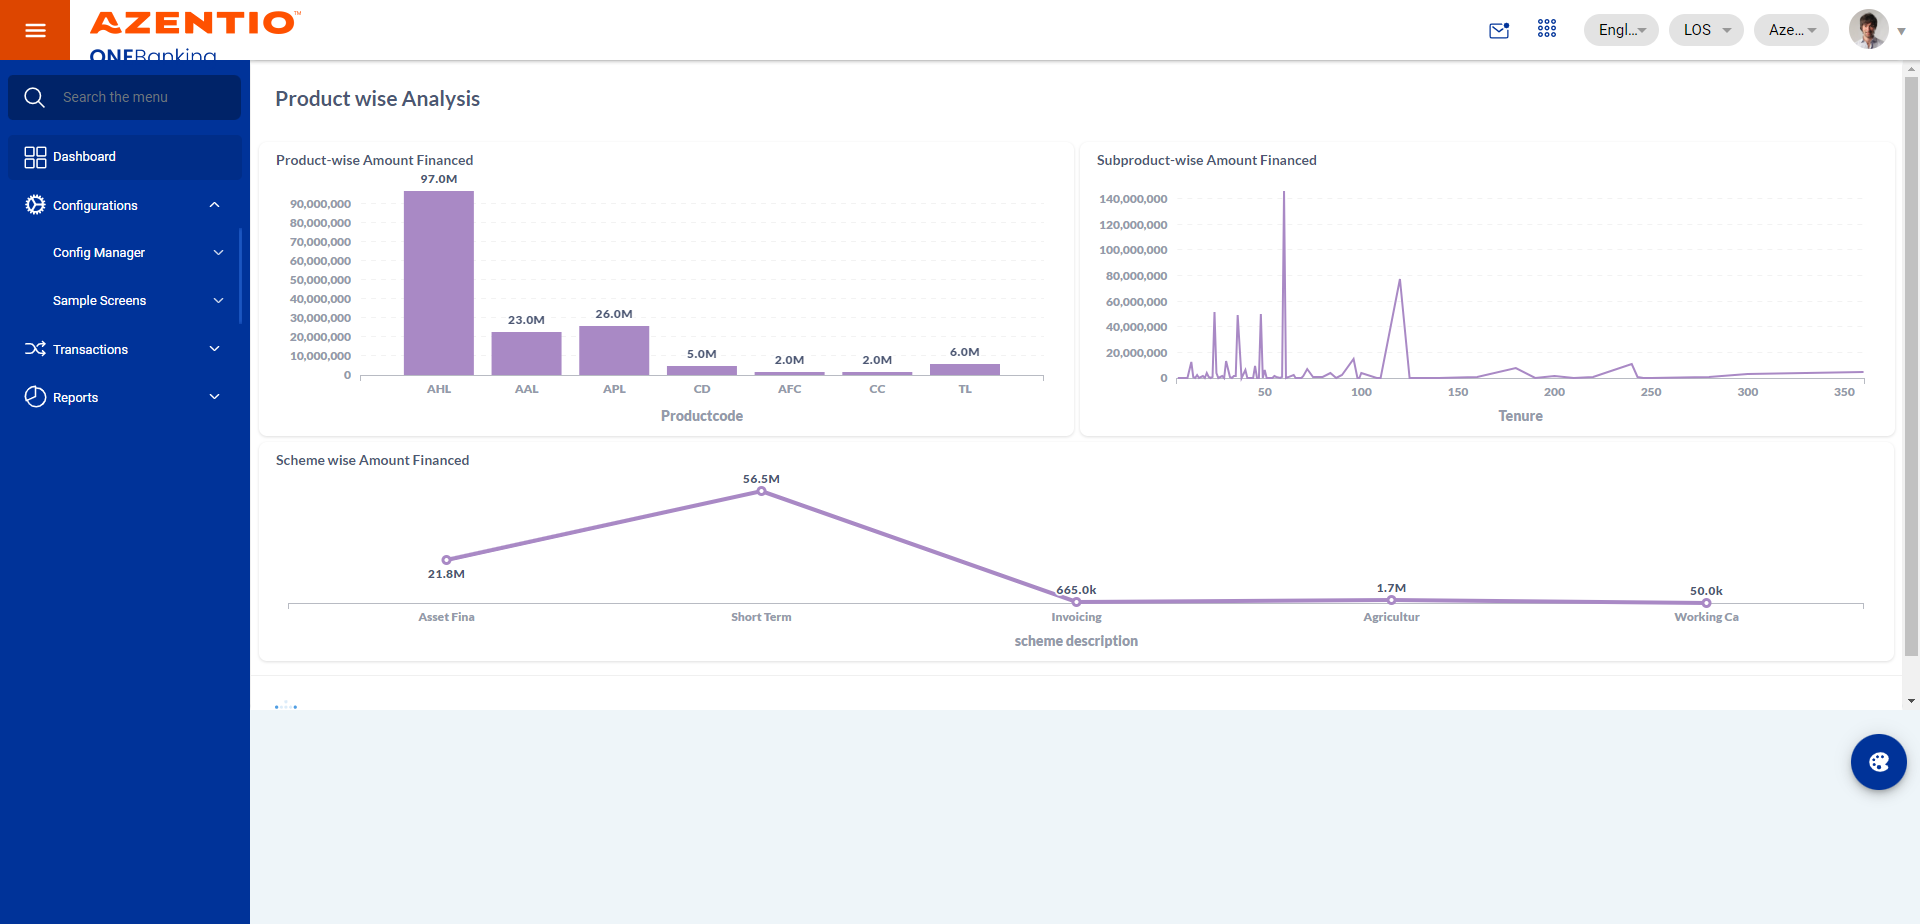 AZENTIO™
ONEBanking
Engl...
LOS
Aze...
Search the menu
Dashboard
Configurations
Config Manager
Sample Screens
Transactions
Reports
Product wise Analysis
Product-wise Amount Financed
97.0M
23.0M
26.0M
5.0M
2.0M
2.0M
6.0M
90,000,000
80,000,000
70,000,000
60,000,000
50,000,000
40,000,000
30,000,000
20,000,000
10,000,000
0
AHL AAL APL CD AFC CC TL
Productcode
Subproduct-wise Amount Financed
140,000,000
120,000,000
100,000,000
80,000,000
60,000,000
40,000,000
20,000,000
0
50 100 150 200 250 300 350
Tenure
Scheme wise Amount Financed
56.5M
21.8M
665.0k
1.7M
50.0k
Asset Fina Short Term Invoicing Agricultur Working Ca
scheme description